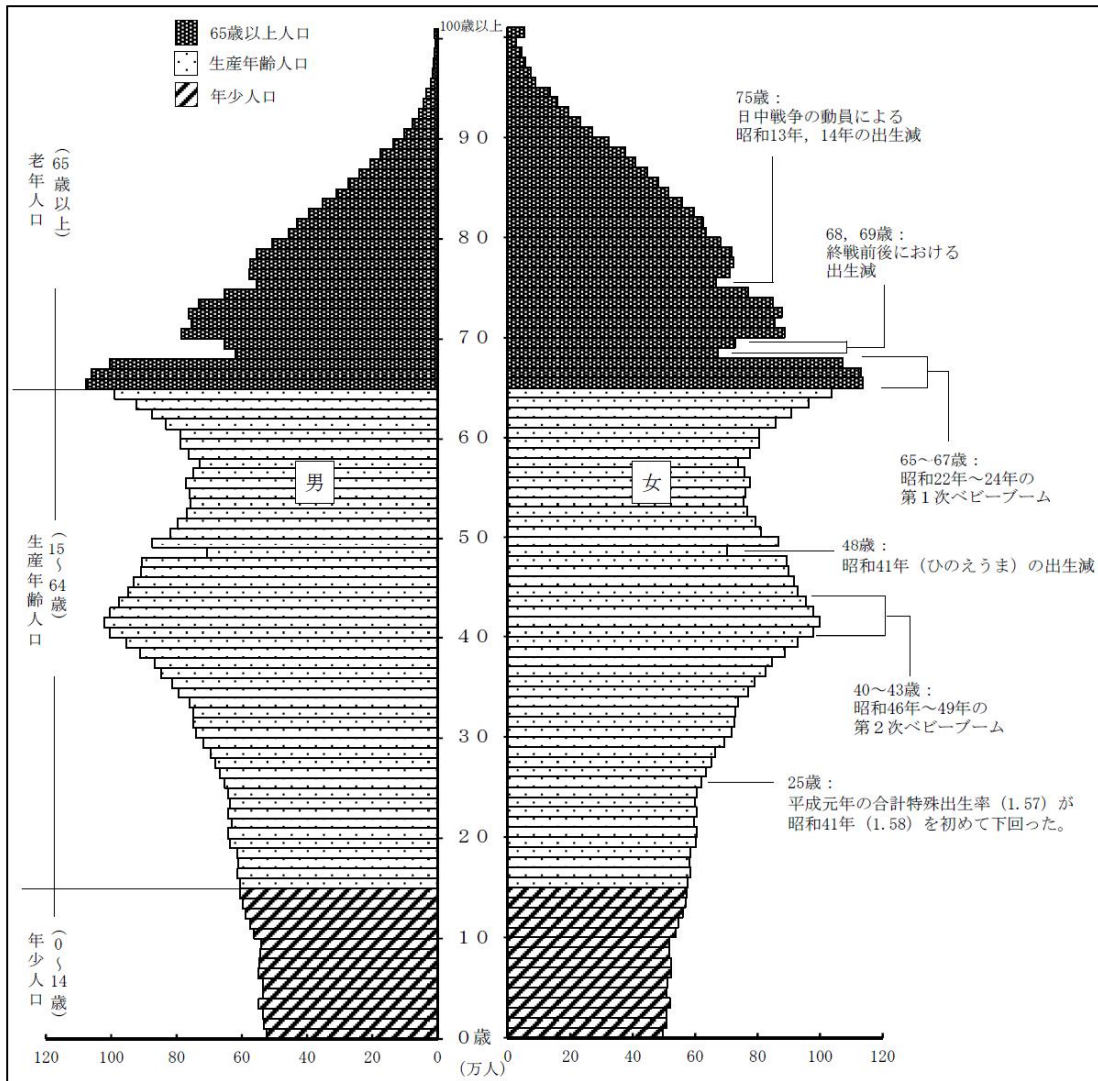 100歳以上
65歳以上人口
生産年齢人口
年少人口
75歳：
日中戦争の動員による
昭和13年，14年の出生減
90
老年人口
(65歳以上)
68，69歳：
終戦前後における
出生減
80
70
65～67歳：
昭和22年～24年の
第１次ベビーブーム
60
男
女
生産年齢人口
(15～64歳)
50
48歳：
昭和41年（ひのえうま）の出生減
40
40～43歳：
昭和46年～49年の
第２次ベビーブーム
30
25歳：
平成元年の合計特殊出生率（1.57）が
昭和41年（1.58）を初めて下回った。
20
年少人口
(0～14歳)
10
0歳
120 100 80 60 40 20 0 (万人) 0 20 40 60 80 100 120